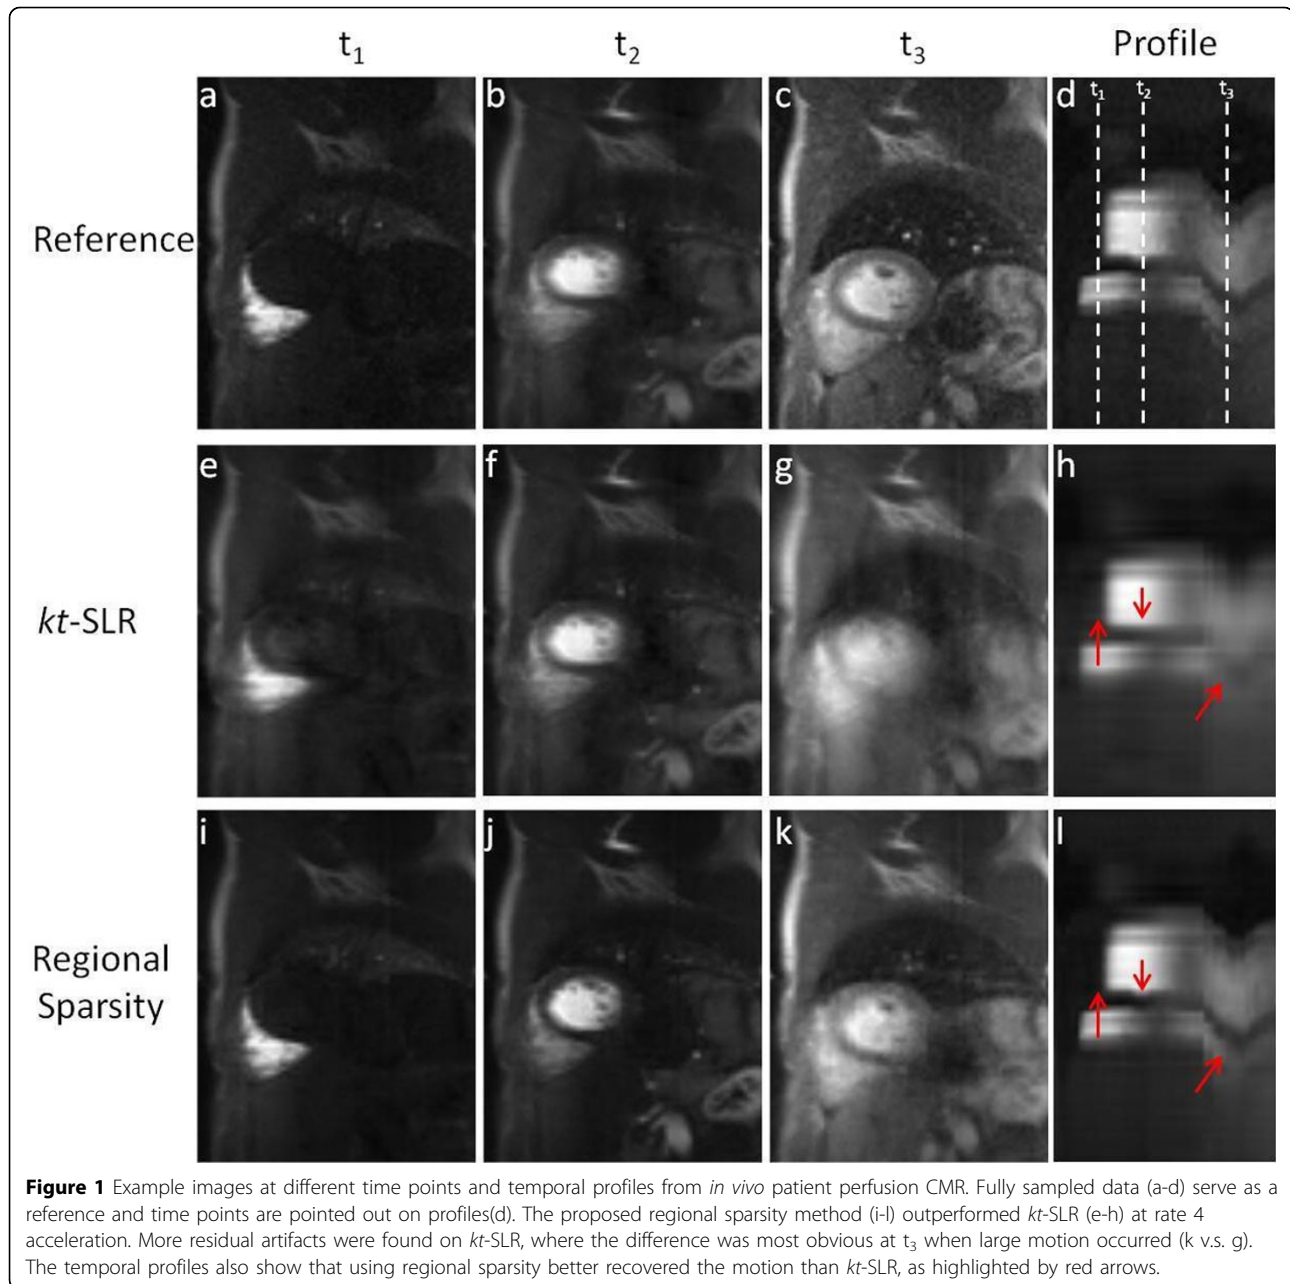 t1 t2 t3 Profile
a b c d
t1 t2 t3
Reference
e f g h
kt-SLR
i j k l
Regional
Sparsity
Figure 1 Example images at different time points and temporal profiles from in vivo patient perfusion CMR. Fully sampled data (a-d) serve as a
reference and time points are pointed out on profiles(d). The proposed regional sparsity method (i-l) outperformed kt-SLR (e-h) at rate 4
acceleration. More residual artifacts were found on kt-SLR, where the difference was most obvious at t3 when large motion occurred (k v.s. g).
The temporal profiles also show that using regional sparsity better recovered the motion than kt-SLR, as highlighted by red arrows.